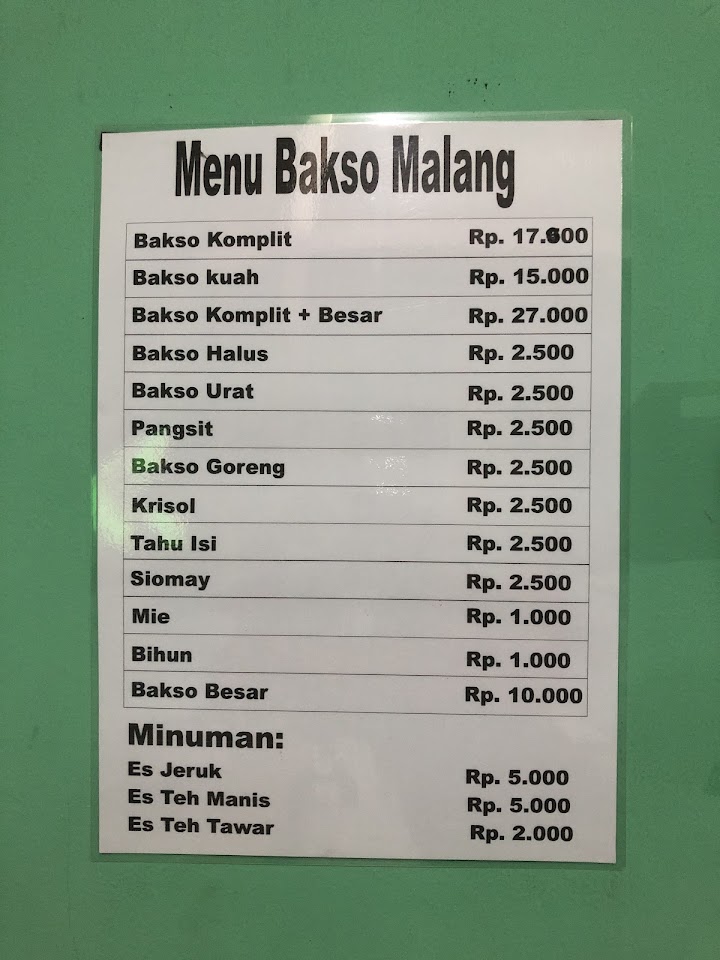 Menu Bakso Malang
Bakso Komplit Rp. 17.000
Bakso kuah Rp. 15.000
Bakso Komplit + Besar Rp. 27.000
Bakso Halus Rp. 2.500
Bakso Urat Rp. 2.500
Pangsit Rp. 2.500
Bakso Goreng Rp. 2.500
Krisol Rp. 2.500
Tahu Isi Rp. 2.500
Siomay Rp. 2.500
Mie Rp. 1.000
Bihun Rp. 1.000
Bakso Besar Rp. 10.000
Minuman:
Es Jeruk Rp. 5.000
Es Teh Manis Rp. 5.000
Es Teh Tawar Rp. 2.000